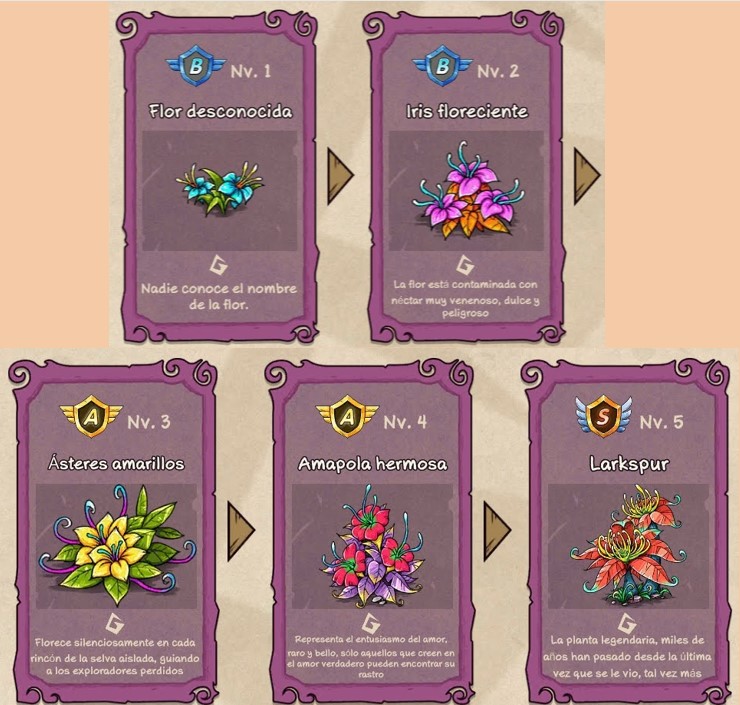 B Nv. 1
Flor desconocida
Nadie conoce el nombre
de la flor.
B Nv. 2
Iris floreciente
La flor está contaminada con
néctar muy venenoso, dulce y
peligroso
A Nv. 3
Ásteres amarillos
Florece silenciosamente en cada
rincón de la selva aislada, guiando
a los exploradores perdidos
A Nv. 4
Amapola hermosa
Representa el entusiasmo del amor,
raro y bello, sólo aquellos que creen en
el amor verdadero pueden encontrar su
rastro
S Nv. 5
Larkspur
La planta legendaria, miles de
años han pasado desde la última
vez que se le vio, tal vez más